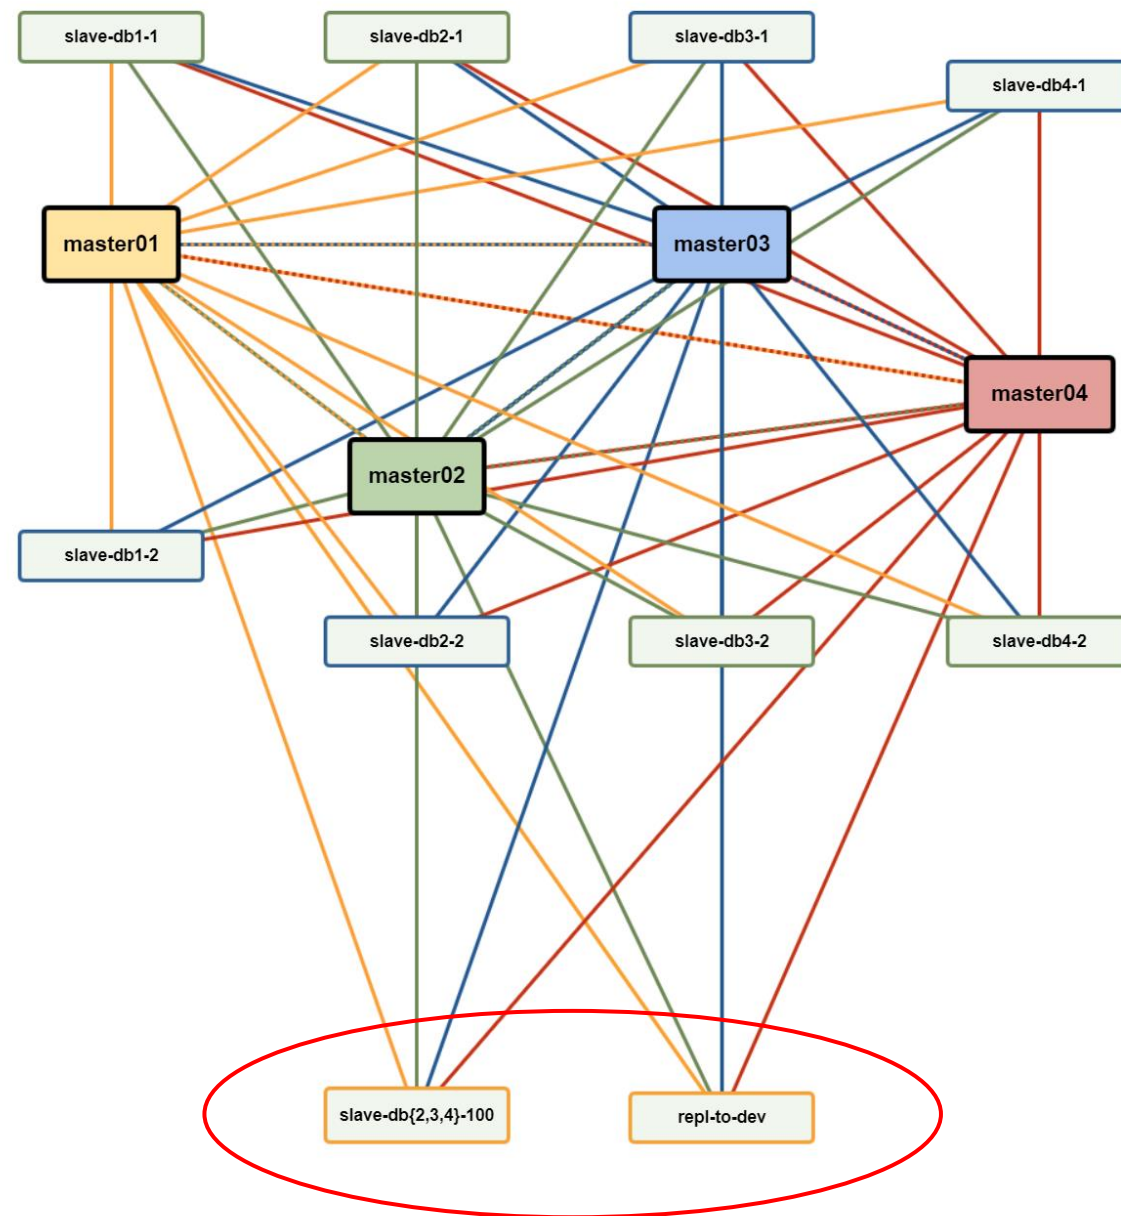 slave-db1-1
slave-db2-1
slave-db3-1
slave-db4-1
master01
master03
master04
master02
slave-db1-2
slave-db2-2
slave-db3-2
slave-db4-2
slave-db{2,3,4}-100
repl-to-dev